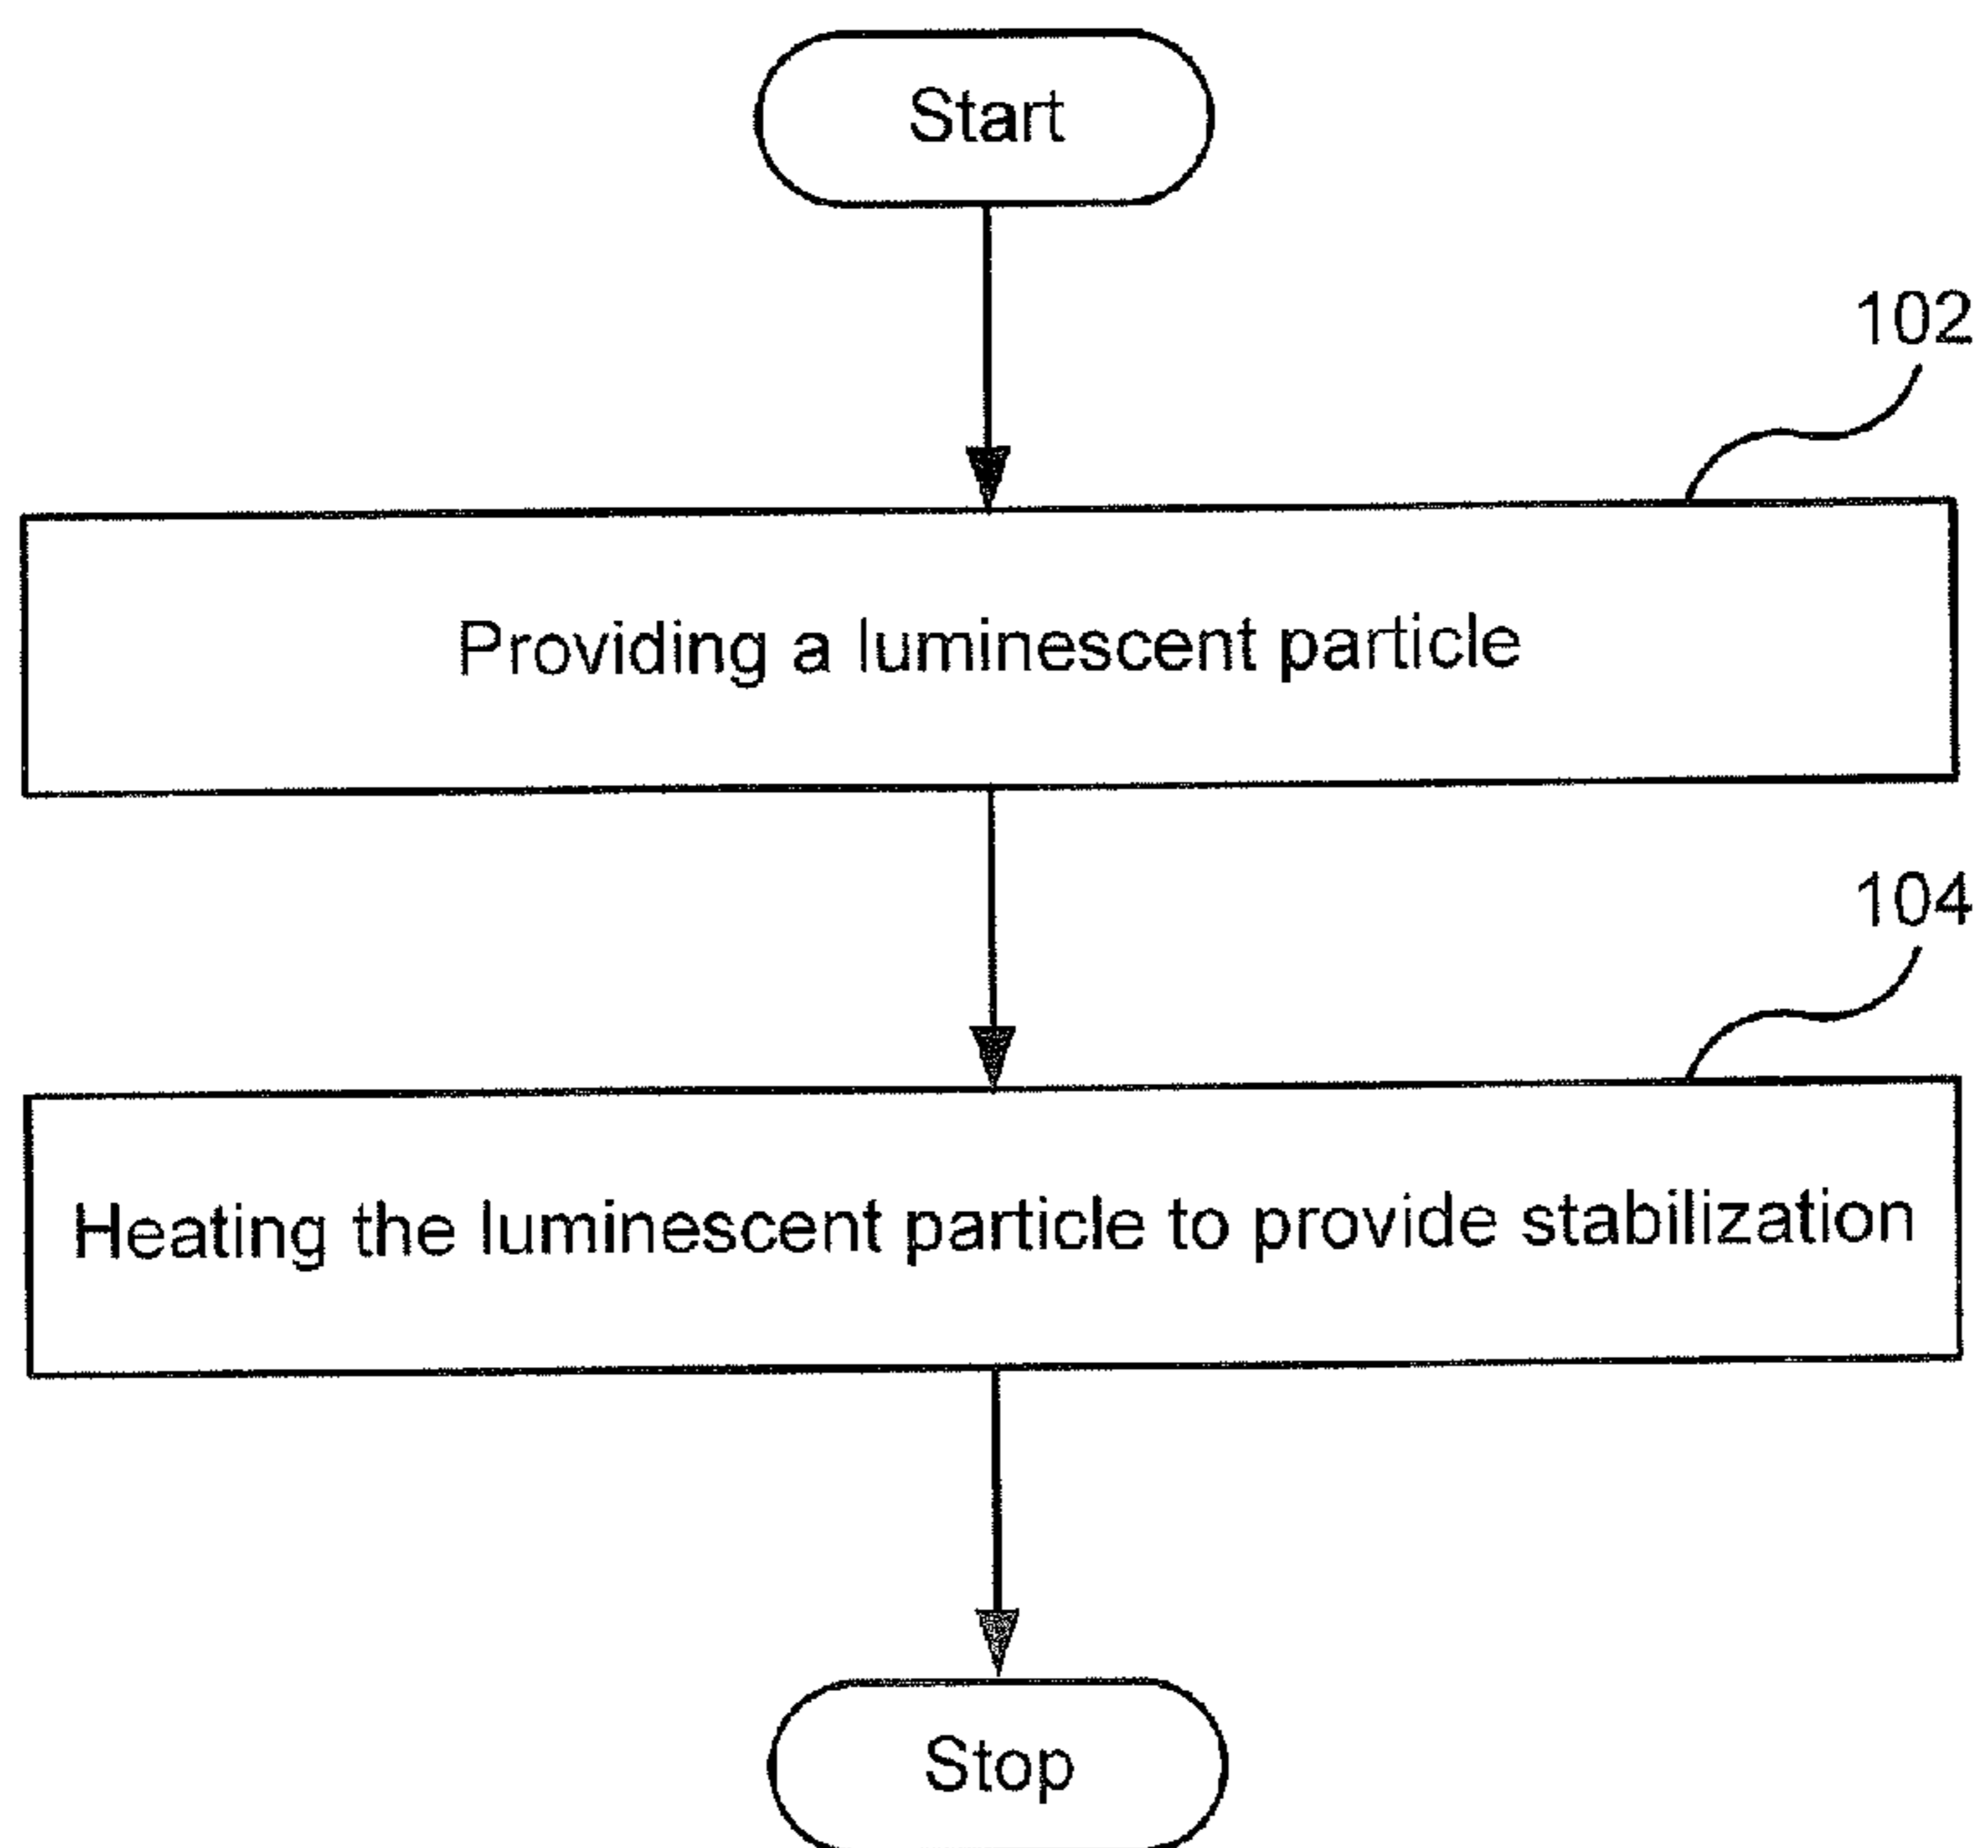 Start
102
Providing a luminescent particle
104
Heating the luminescent particle to provide stabilization
Stop